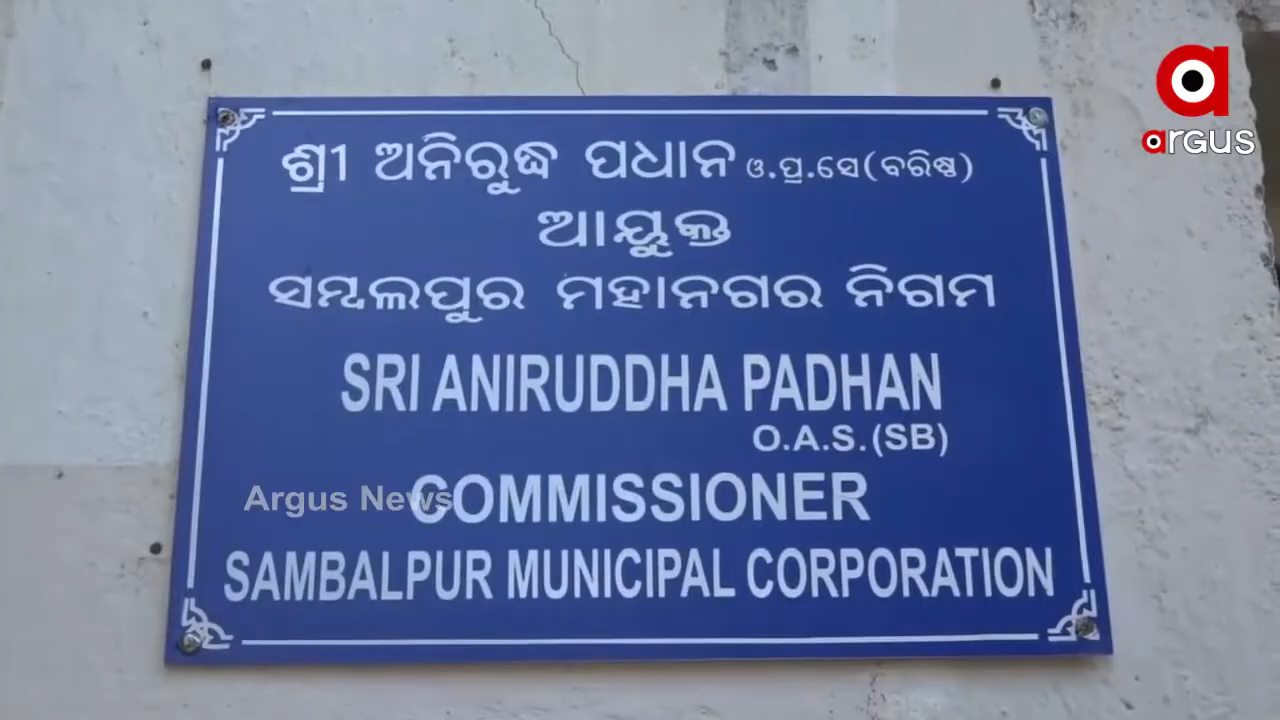 argus
ଶ୍ରୀ ଅନିରୁଦ୍ଧ ପଧାନ ଓ.ପ୍ର.ସେ(ବରିଷ୍ଠ)
ଆୟୁକ୍ତ
ସମ୍ବଲପୁର ମହାନଗର ନିଗମ
SRI ANIRUDDHA PADHAN
O.A.S.(SB)
Argus News
COMMISSIONER
SAMBALPUR MUNICIPAL CORPORATION